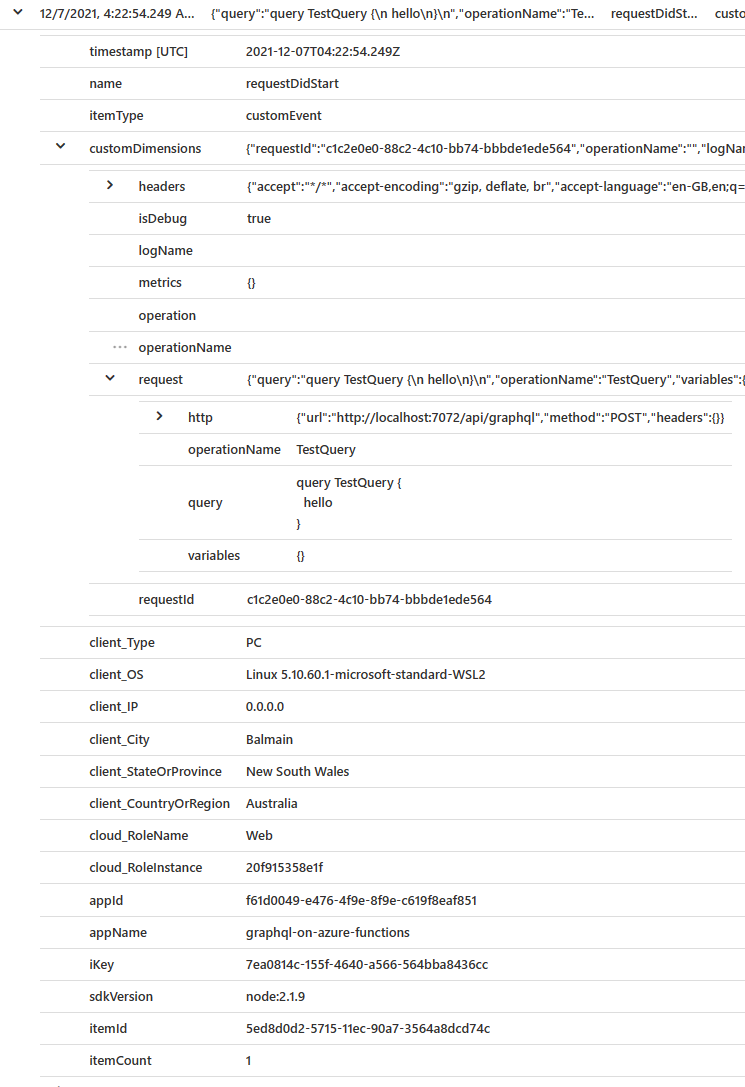 12/7/2021, 4:22:54.249 A... {"query":"query TestQuery {\n hello\n}\n","operationName":"Te... requestDidSt... custo
timestamp [UTC] 2021-12-07T04:22:54.249Z
name requestDidStart
itemType customEvent
customDimensions {"requestId":"c1c2e0e0-88c2-4c10-bb74-bbbde1ede564","operationName":"","logNar
headers {"accept":"*/*","accept-encoding":"gzip, deflate, br","accept-language":"en-GB,en;q=
isDebug true
logName
metrics {}
operation
... operationName
request {"query":"query TestQuery {\n hello\n}\n","operationName":"TestQuery","variables":{
http {"url":"http://localhost:7072/api/graphql","method":"POST","headers":{}}
operationName TestQuery
query query TestQuery {
hello
}
variables {}
requestId c1c2e0e0-88c2-4c10-bb74-bbbde1ede564
client_Type PC
client_OS Linux 5.10.60.1-microsoft-standard-WSL2
client_IP 0.0.0.0
client_City Balmain
client_StateOrProvince New South Wales
client_CountryOrRegion Australia
cloud_RoleName Web
cloud_RoleInstance 20f915358e1f
appId f61d0049-e476-4f9e-8f9e-c619f8eaf851
appName graphql-on-azure-functions
iKey 7ea0814c-155f-4640-a566-564bba8436cc
sdkVersion node:2.1.9
itemId 5ed8d0d2-5715-11ec-90a7-3564a8dcd74c
itemCount 1